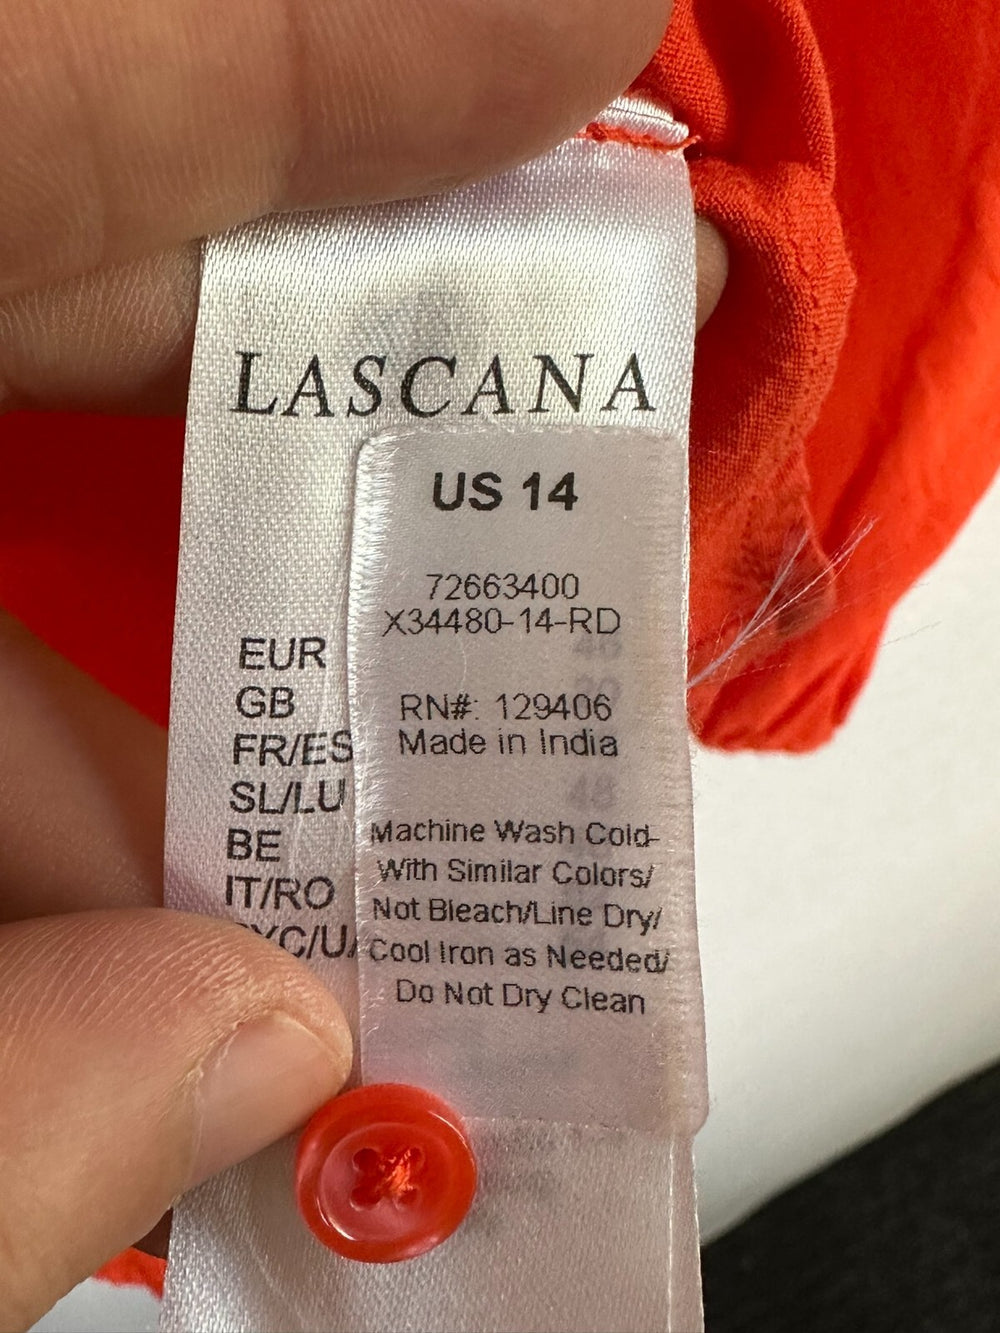 LASCANA
US 14
72663400
X34480-14-RD
EUR
GB
FR/ES
SL/LU
BE
IT/RO
RN#: 129406
Made in India
48
Machine Wash Cold-
With Similar Colors/
Not Bleach/Line Dry/
Cool Iron as Needed/
Do Not Dry Clean